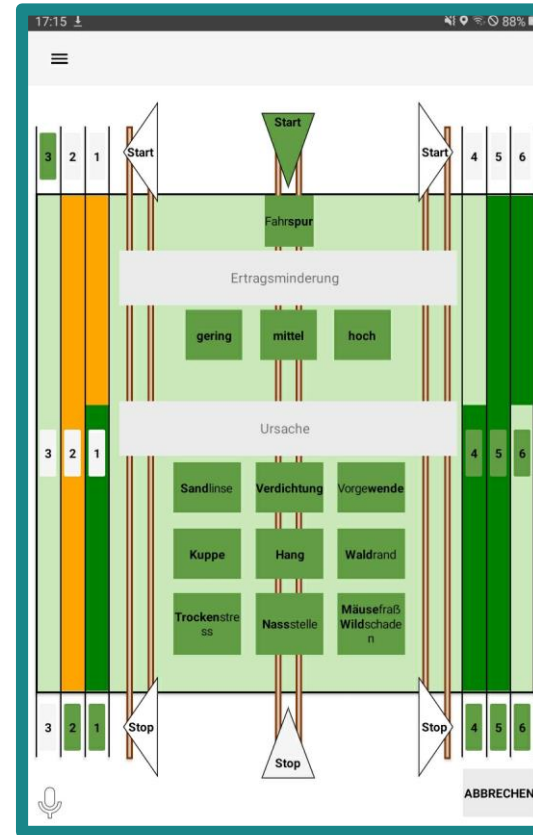 17:15
88%
Start
Start
Start
3 2 1
4 5 6
Fahrspur
Ertragsminderung
gering mittel hoch
Ursache
3 2 1
4 5 6
Sandlinse Verdichtung Vorgewende
Kuppe Hang Waldrand
Trockenstre
ss
Nassstelle
Mäusefraß
Wildschade
n
3 2 1
Stop
Stop
Stop
4 5 6
ABBRECHEN